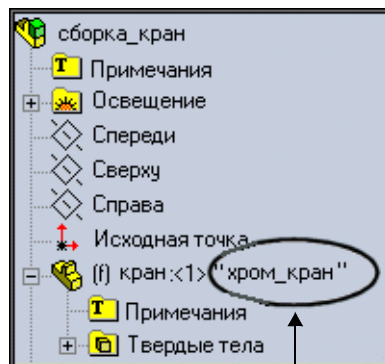 сборка_кран
Примечания
Освещение
Спереди
Сверху
Справа
Исходная точка
(f) кран:<1> "хром_кран"
Примечания
Твердые тела